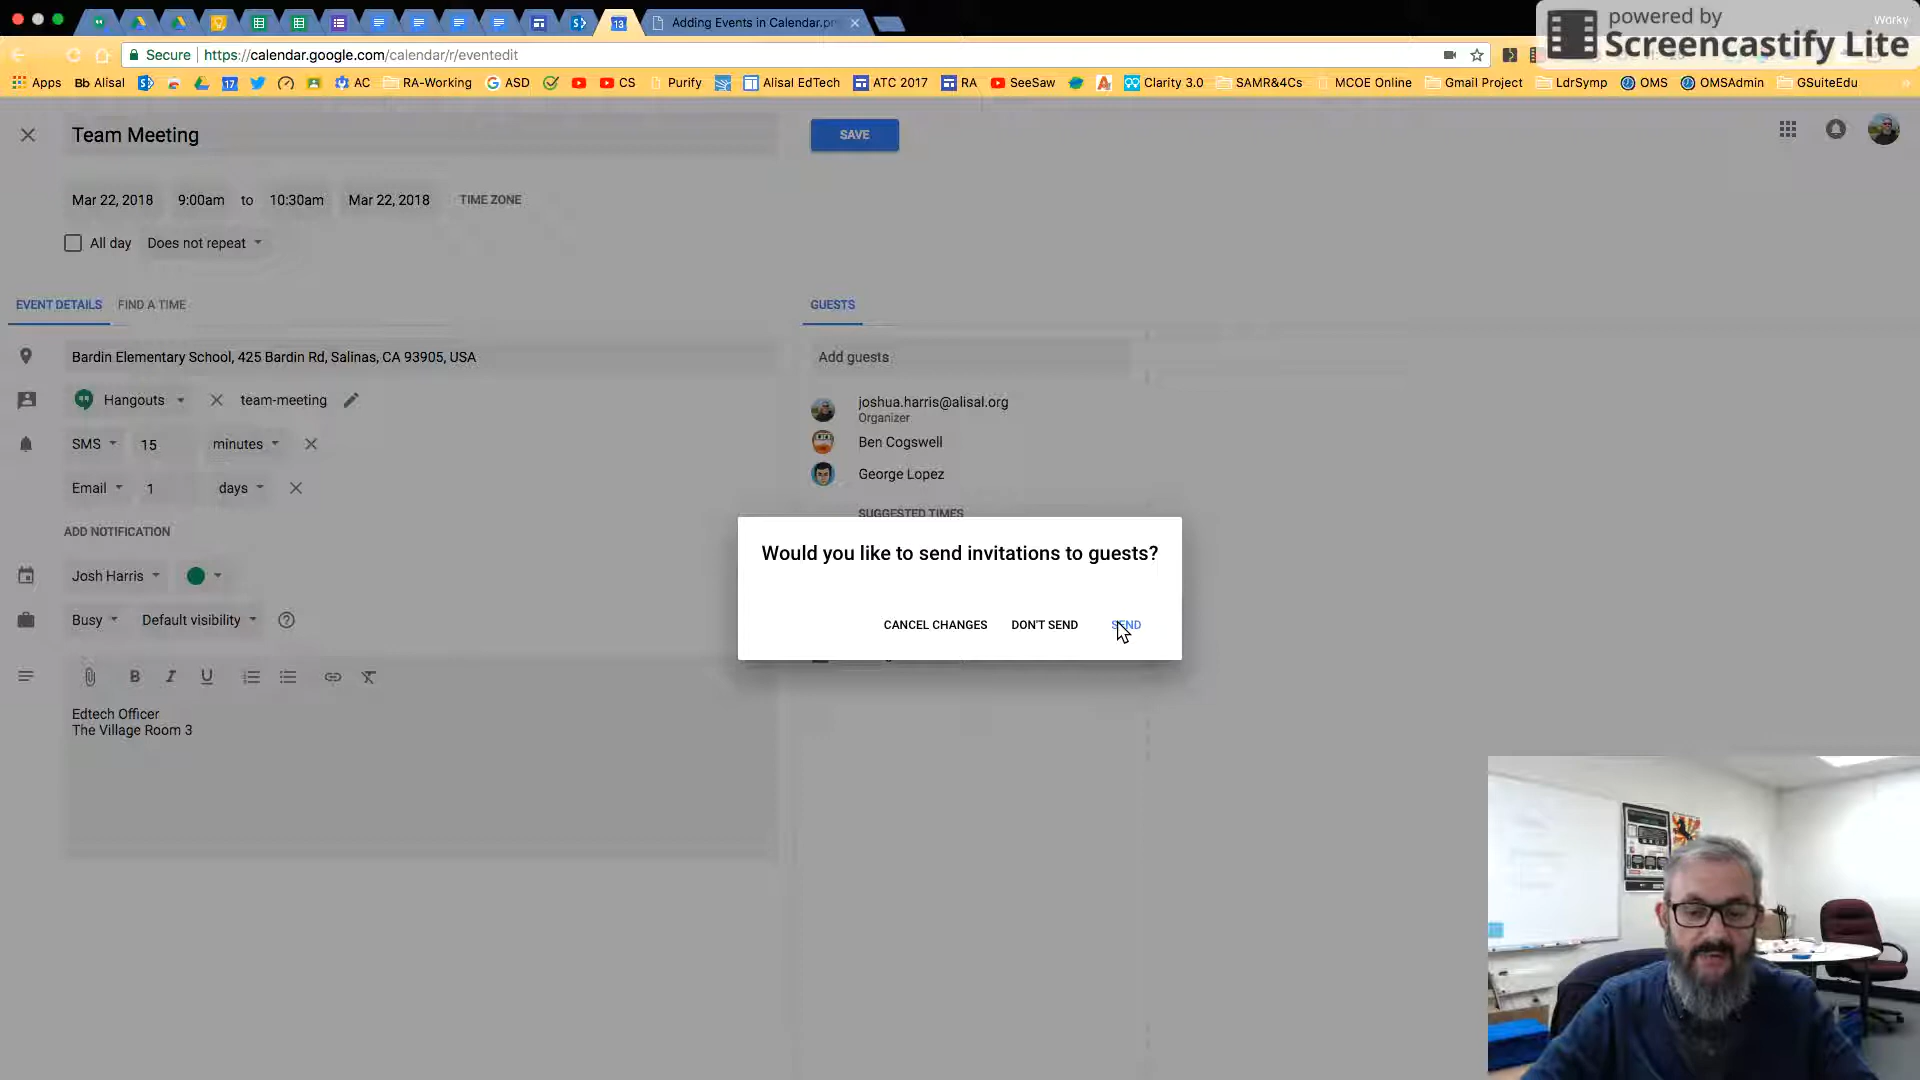 Adding Events in Calendar.pn
powered by
Worky
Screencastify Lite
Secure https://calendar.google.com/calendar/r/eventedit
Apps Bb Alisal AC RA-Working ASD CS Purify Alisal EdTech ATC 2017 RA SeeSaw Clarity 3.0 SAMR&4Cs MCOE Online Gmail Project LdrSymp OMS OMSAdmin GSuiteEdu »
Team Meeting
SAVE
Mar 22, 2018 9:00am to 10:30am Mar 22, 2018 TIME ZONE
All day Does not repeat
EVENT DETAILS FIND A TIME
GUESTS
Bardin Elementary School, 425 Bardin Rd, Salinas, CA 93905, USA
Add guests
Hangouts team-meeting
joshua.harris@alisal.org
Organizer
SMS 15 minutes
Ben Cogswell
George Lopez
Email 1 days
SUGGESTED TIMES
ADD NOTIFICATION
Would you like to send invitations to guests?
Josh Harris
Busy Default visibility
CANCEL CHANGES DON'T SEND SEND
B I U
Edtech Officer
The Village Room 3